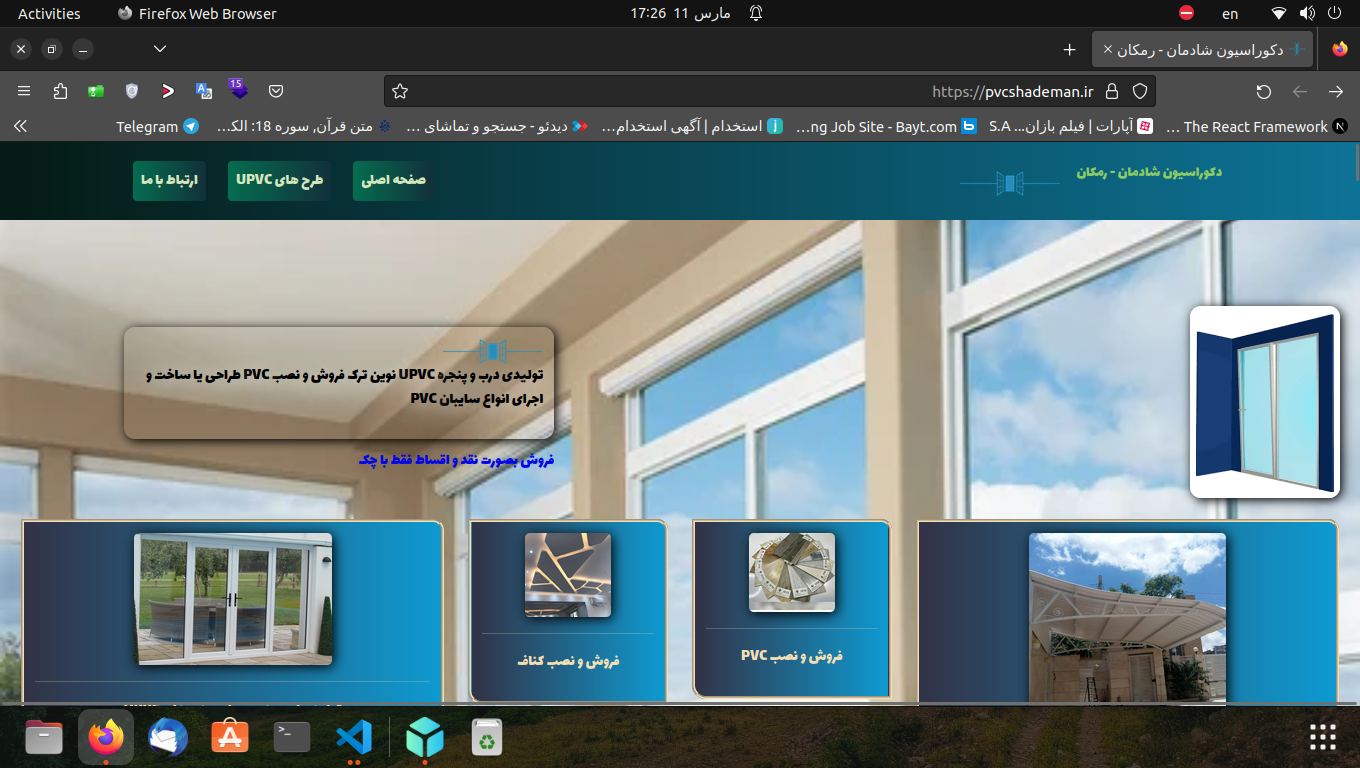 Activities
Firefox Web Browser
17:26 11 مارس
en
دکوراسیون شادمان - رمکان
15
https://pvcshademan.ir
Telegram
متن قرآن, سوره 18: الک...
دیدئو - جستجو و تماشای ...
استخدام | آگهی استخدام...
...ng Job Site - Bayt.com
آپارات | فیلم بازان... S.A
The React Framework ...
دکوراسیون شادمان - رمکان
صفحه اصلی
طرح های UPVC
ارتباط با ما
تولیدی درب و پنجره UPVC نوین ترک فروش و نصب PVC طراحی یا ساخت و
اجرای انواع سایبان PVC
فروش بصورت نقد و اقساط فقط با چک
فروش و نصب PVC
فروش و نصب کناف